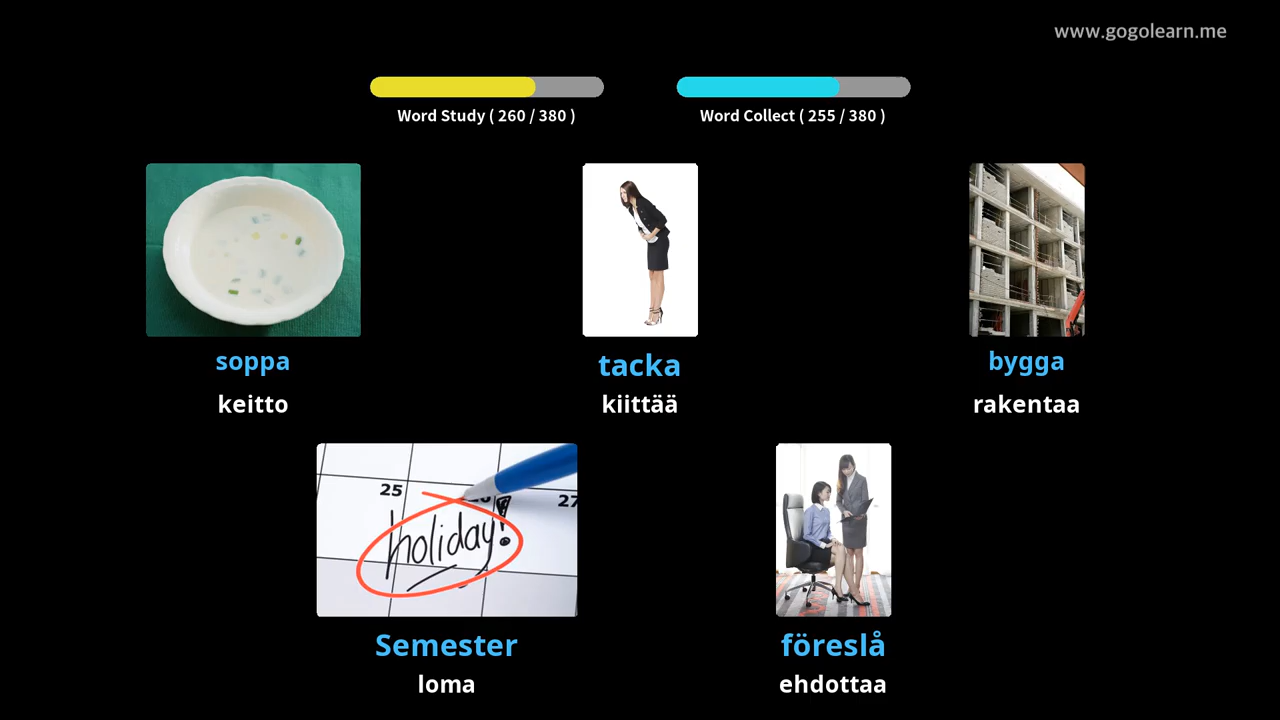 www.gogolearn.me
Word Study ( 260 / 380 )
Word Collect ( 255 / 380 )
soppa
keitto
tacka
kiittää
bygga
rakentaa
25
27
holiday!
Semester
loma
föreslå
ehdottaa